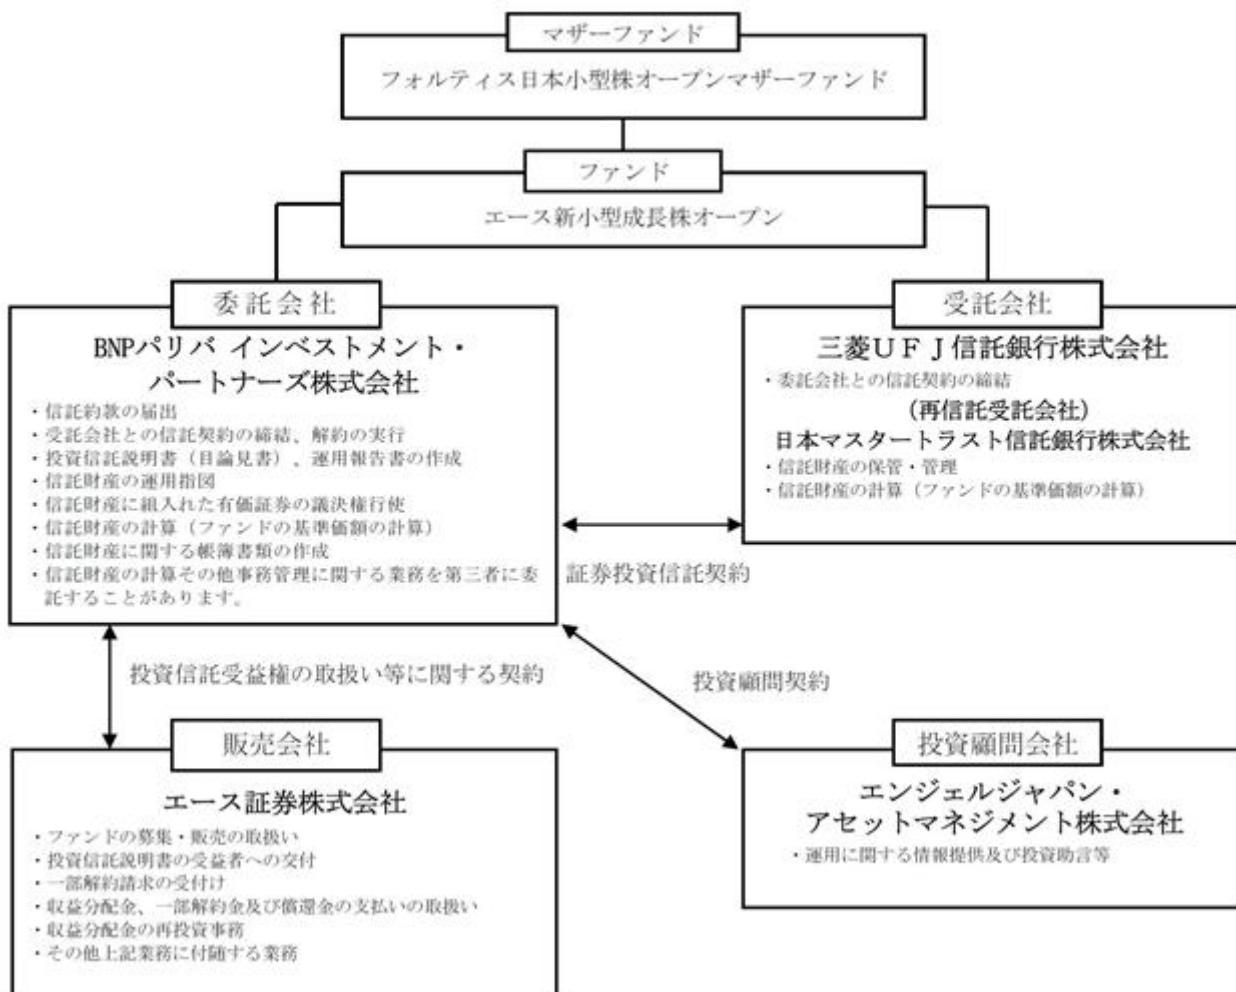 マザーファンド
フォルティス日本小型株オープンマザーファンド
ファンド
エース新小型成長株オープン
委託会社
BNPパリバ インベストメント・
パートナーズ株式会社
・信託約款の届出
・受託会社との信託契約の締結、解約の実行
・投資信託説明書（目論見書）、運用報告書の作成
・信託財産の運用指図
・信託財産に組入れた有価証券の議決権行使
・信託財産の計算（ファンドの基準価額の計算）
・信託財産に関する帳簿書類の作成
・信託財産の計算その他事務管理に関する業務を第三者に委
託することがあります。
受託会社
三菱ＵＦＪ信託銀行株式会社
・委託会社との信託契約の締結
（再信託受託会社）
日本マスタートラスト信託銀行株式会社
・信託財産の保管・管理
・信託財産の計算（ファンドの基準価額の計算）
証券投資信託契約
投資信託受益権の取扱い等に関する契約
投資顧問契約
販売会社
エース証券株式会社
・ファンドの募集・販売の取扱い
・投資信託説明書の受益者への交付
・一部解約請求の受付け
・収益分配金、一部解約金及び償還金の支払いの取扱い
・収益分配金の再投資事務
・その他上記業務に付随する業務
投資顧問会社
エンジェルジャパン・
アセットマネジメント株式会社
・運用に関する情報提供及び投資助言等